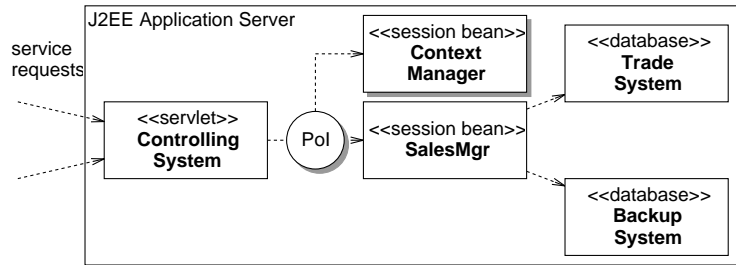 J2EE Application Server
service
requests
<<servlet>>
Controlling
System
PoI
<<session bean>>
Context
Manager
<<session bean>>
SalesMgr
<<database>>
Trade
System
<<database>>
Backup
System